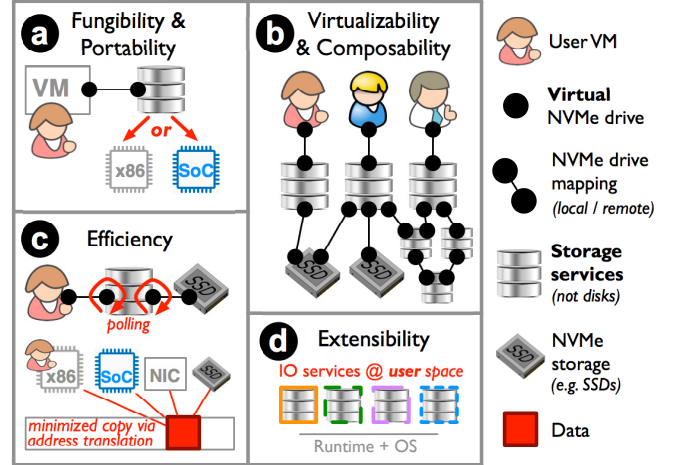 a
Fungibility &
Portability
VM
or
x86
SoC
b
Virtualizability
& Composability
SSD
SSD
c
Efficiency
SSD
polling
x86
SoC
NIC
SSD
minimized copy via
address translation
d
Extensibility
IO services @ user space
Runtime + OS
User VM
Virtual
NVMe drive
NVMe drive
mapping
(local / remote)
Storage
services
(not disks)
SSD
NVMe
storage
(e.g. SSDs)
Data